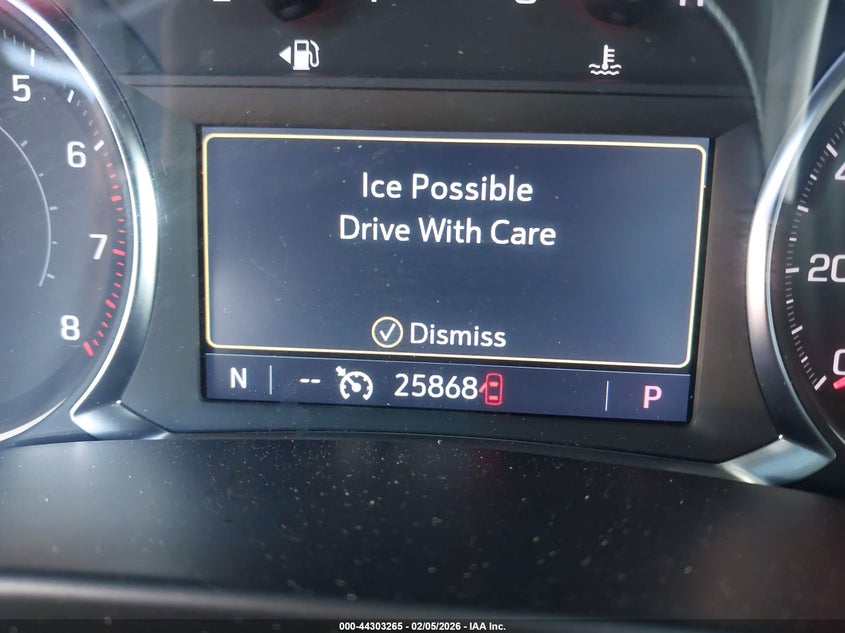 5
6
7
8
Ice Possible
Drive With Care
Dismiss
N -- 25868 P
20
0
000-44303265 - 02/05/2026 - IAA Inc.